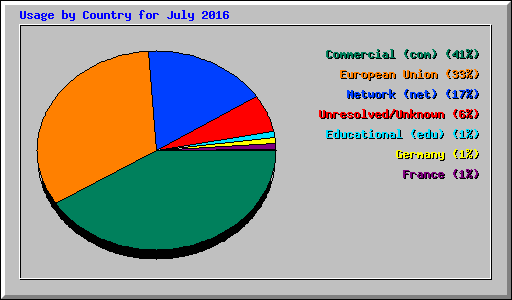 Usage by Country for July 2016
Commercial (com) (41%)
European Union (33%)
Network (net) (17%)
Unresolved/Unknown (6%)
Educational (edu) (1%)
Germany (1%)
France (1%)